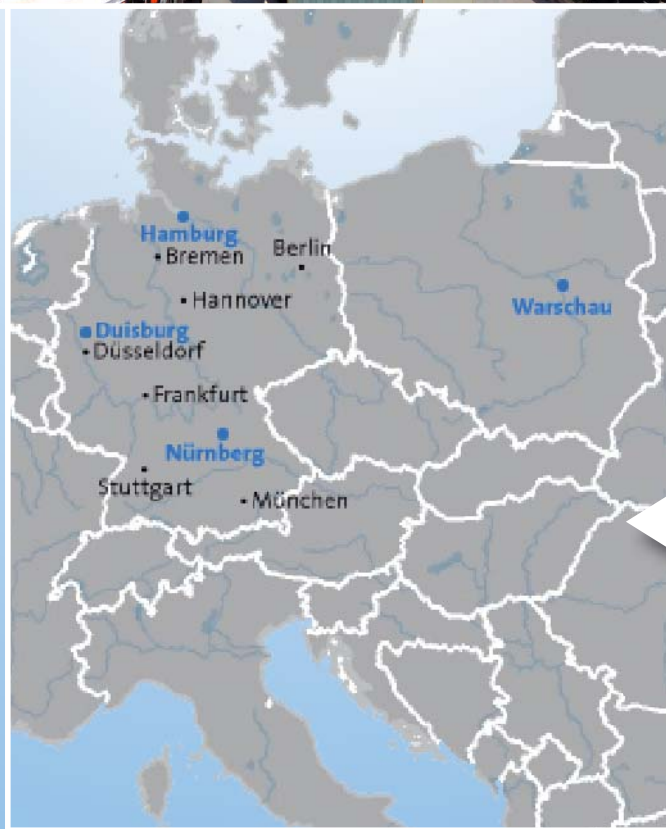 Hamburg
Bremen
Berlin
Hannover
Warschau
Duisburg
Düsseldorf
Frankfurt
Nürnberg
Stuttgart
München